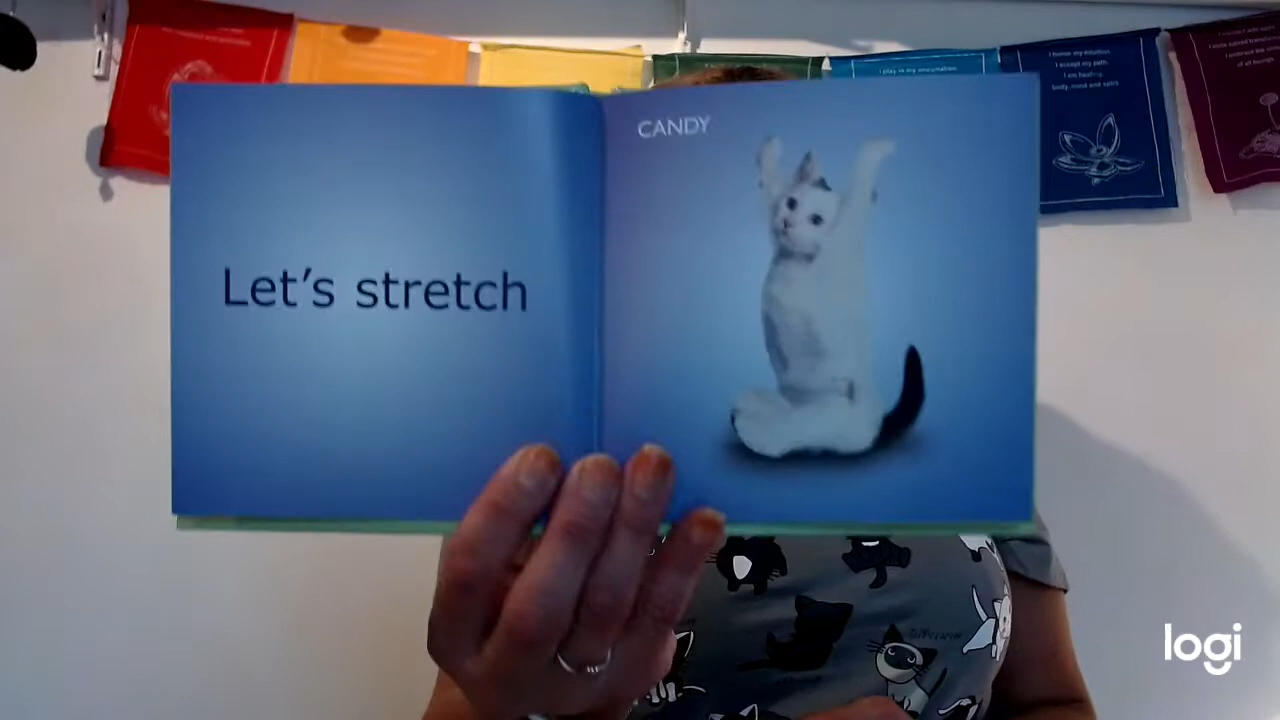 I play in my imagination.
I honor my intuition.
I accept my path.
I am healing
body, mind and spirit.
of all beings
CANDY
Let's stretch
logi